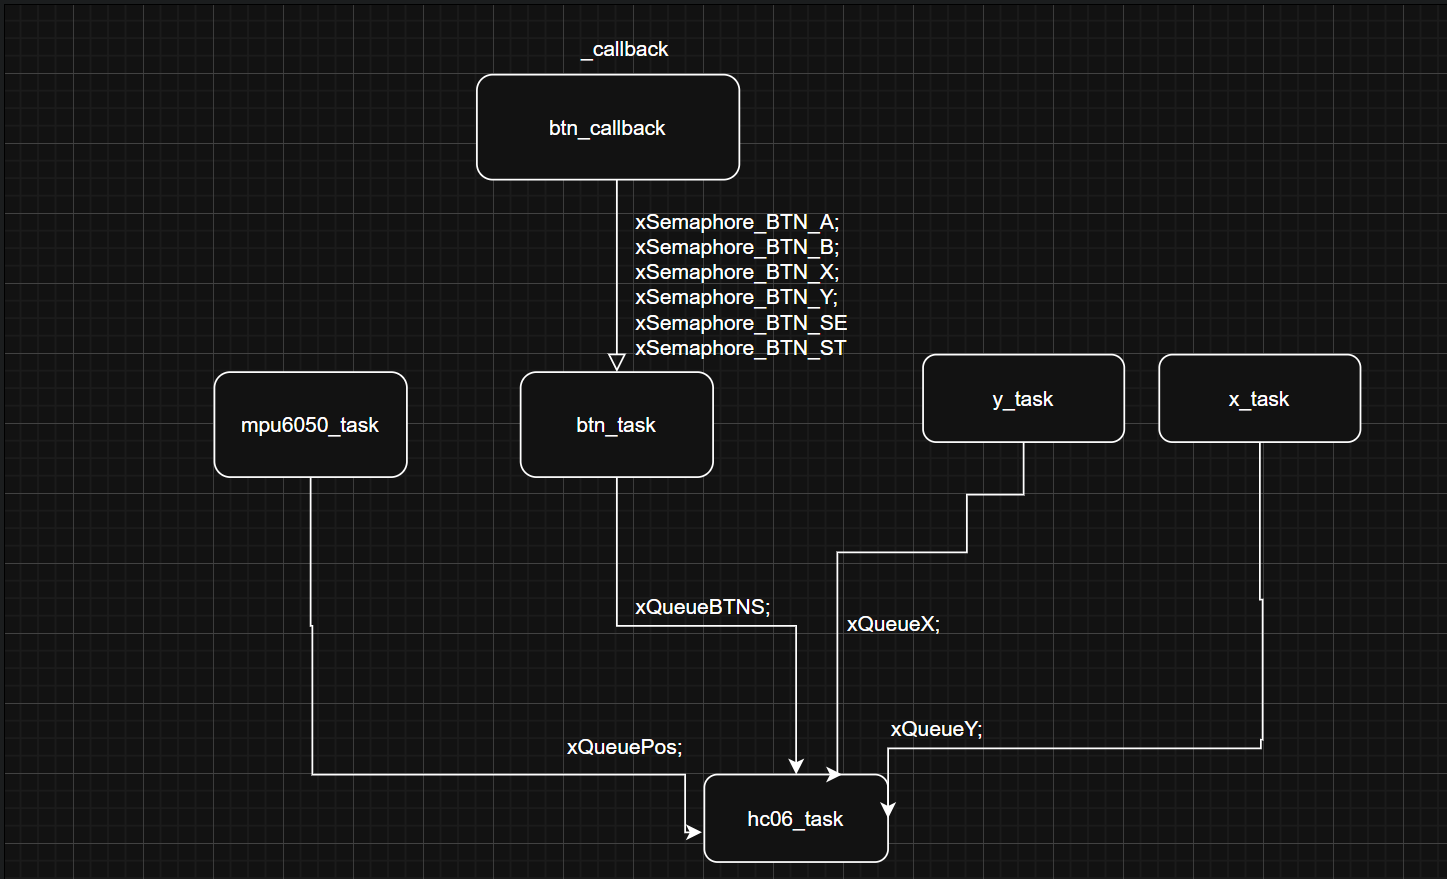 _callback
btn_callback
xSemaphore_BTN_A;
xSemaphore_BTN_B;
xSemaphore_BTN_X;
xSemaphore_BTN_Y;
xSemaphore_BTN_SE
xSemaphore_BTN_ST
mpu6050_task
btn_task
y_task
x_task
xQueueBTNS;
xQueueX;
xQueueY;
xQueuePos;
hc06_task